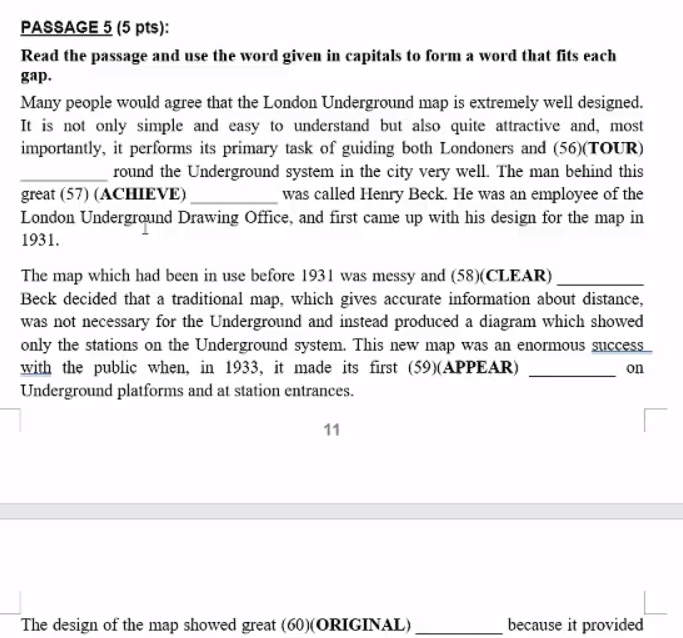 PASSAGE 5 (5 pts):
Read the passage and use the word given in capitals to form a word that fits each
gap.
Many people would agree that the London Underground map is extremely well designed.
It is not only simple and easy to understand but also quite attractive and, most
importantly, it performs its primary task of guiding both Londoners and (56)(TOUR)
__________ round the Underground system in the city very well. The man behind this
great (57) (ACHIEVE) __________ was called Henry Beck. He was an employee of the
London Underground Drawing Office, and first came up with his design for the map in
1931.
The map which had been in use before 1931 was messy and (58)(CLEAR) __________
Beck decided that a traditional map, which gives accurate information about distance,
was not necessary for the Underground and instead produced a diagram which showed
only the stations on the Underground system. This new map was an enormous success
with the public when, in 1933, it made its first (59)(APPEAR) __________ on
Underground platforms and at station entrances.
11
The design of the map showed great (60)(ORIGINAL) __________ because it provided